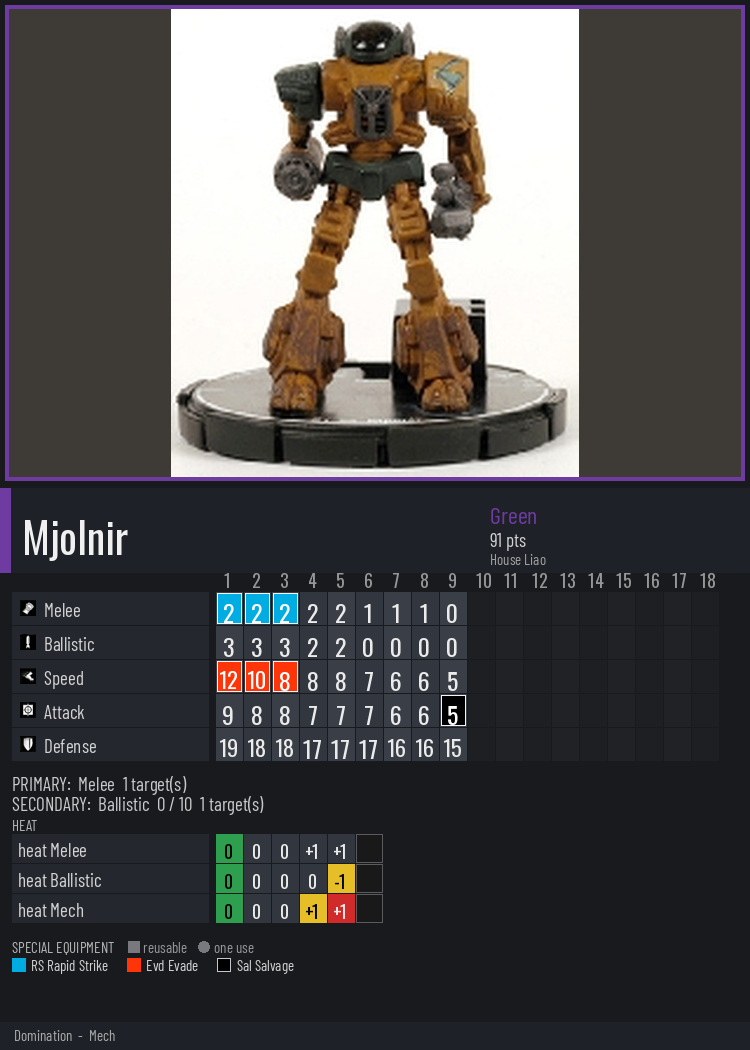 Mjolnir
Green
91 pts
House Liao
1 2 3 4 5 6 7 8 9 10 11 12 13 14 15 16 17 18
Melee 2 2 2 2 2 1 1 1 0
Ballistic 3 3 3 2 2 0 0 0 0
Speed 12 10 8 8 8 7 6 6 5
Attack 9 8 8 7 7 7 6 6 5
Defense 19 18 18 17 17 17 16 16 15
PRIMARY: Melee 1 target(s)
SECONDARY: Ballistic 0 / 10 1 target(s)
HEAT
heat Melee 0 0 0 +1 +1
heat Ballistic 0 0 0 0 -1
heat Mech 0 0 0 +1 +1
SPECIAL EQUIPMENT reusable one use
RS Rapid Strike Evd Evade Sal Salvage
Domination - Mech